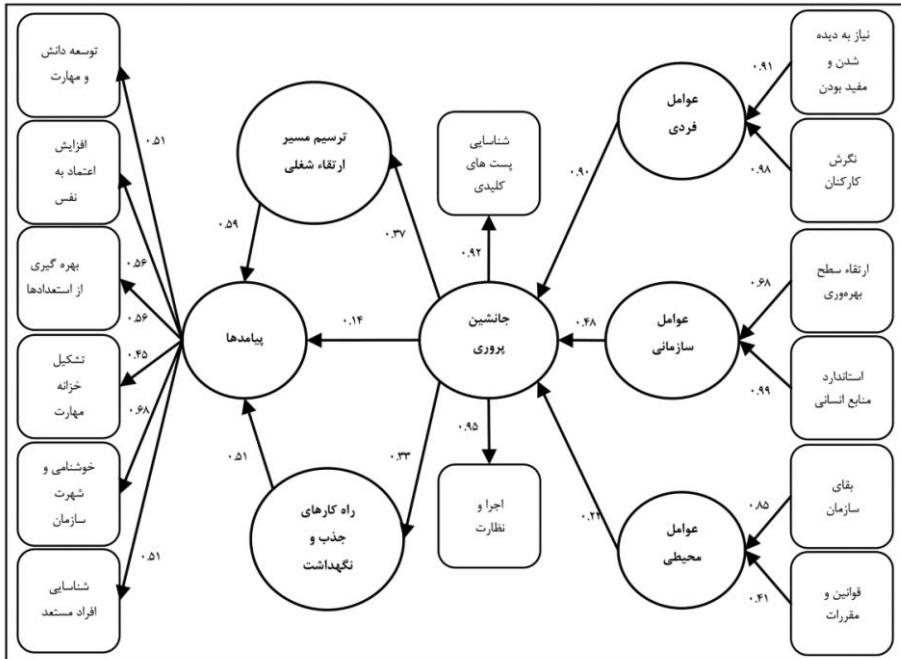 نیاز به دیده
شدن و
مفید بودن
نگرش
کارکنان
ارتقاء سطح
بهره‌وری
استاندارد
منابع انسانی
بقای
سازمان
قوانین و
مقررات
۰.۹۱
۰.۹۸
۰.۶۸
۰.۹۹
۰.۸۵
۰.۴۱
عوامل
فردی
عوامل
سازمانی
عوامل
محیطی
۰.۹۰
۰.۴۸
شناسایی
پست های
کلیدی
۰.۹۲
جانشین
پروری
۰.۹۵
اجرا و
نظارت
۰.۳۷
۰.۱۴
۰.۳۳
ترسیم مسیر
ارتقاء شغلی
۰.۵۹
پیامدها
۰.۵۱
راه کارهای
جذب و
نگهداشت
۰.۵۱
۰.۵۶
۰.۵۶
۰.۴۵
۰.۶۸
۰.۵۱
توسعه دانش
و مهارت
افزایش
اعتماد به
نفس
بهره گیری
از استعدادها
تشکیل
خزانه
مهارت
خوشنامی و
شهرت
سازمان
شناسایی
افراد مستعد